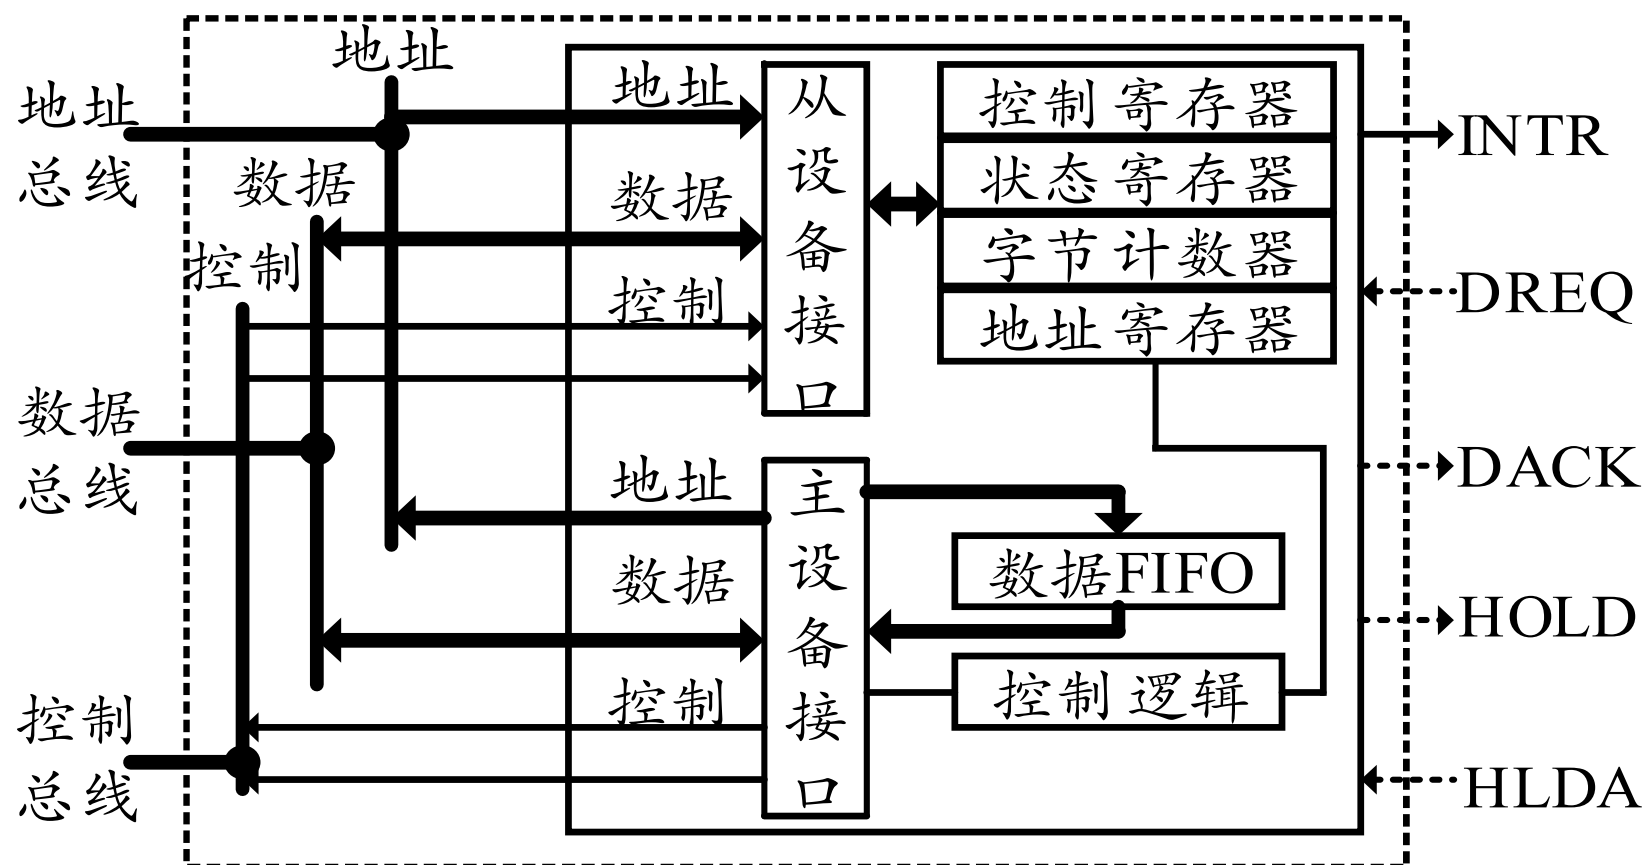 地址
地址
总线
数据
控制
数据
总线
控制
总线
地址
数据
控制
从设备接口
控制寄存器
状态寄存器
字节计数器
地址寄存器
地址
数据
控制
主设备接口
数据FIFO
控制逻辑
INTR
DREQ
DACK
HOLD
HLDA